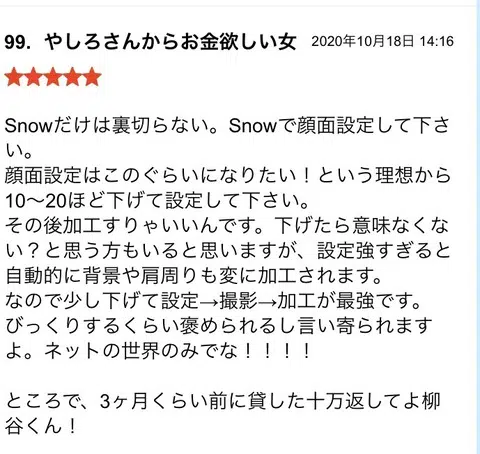 99. やしろさんからお金欲しい女 2020年10月18日 14:16
★★★★★
Snowだけは裏切らない。Snowで顔面設定して下さ
い。
顔面設定はこのぐらいになりたい！という理想から
10〜20ほど下げて設定して下さい。
その後加工すりゃいいんです。下げたら意味なくな
い？と思う方もいると思いますが、設定強すぎると
自動的に背景や肩周りも変に加工されます。
なので少し下げて設定→撮影→加工が最強です。
びっくりするくらい褒められるし言い寄られます
よ。ネットの世界のみでな！！！！
ところで、3ヶ月くらい前に貸した十万返してよ柳
谷くん！